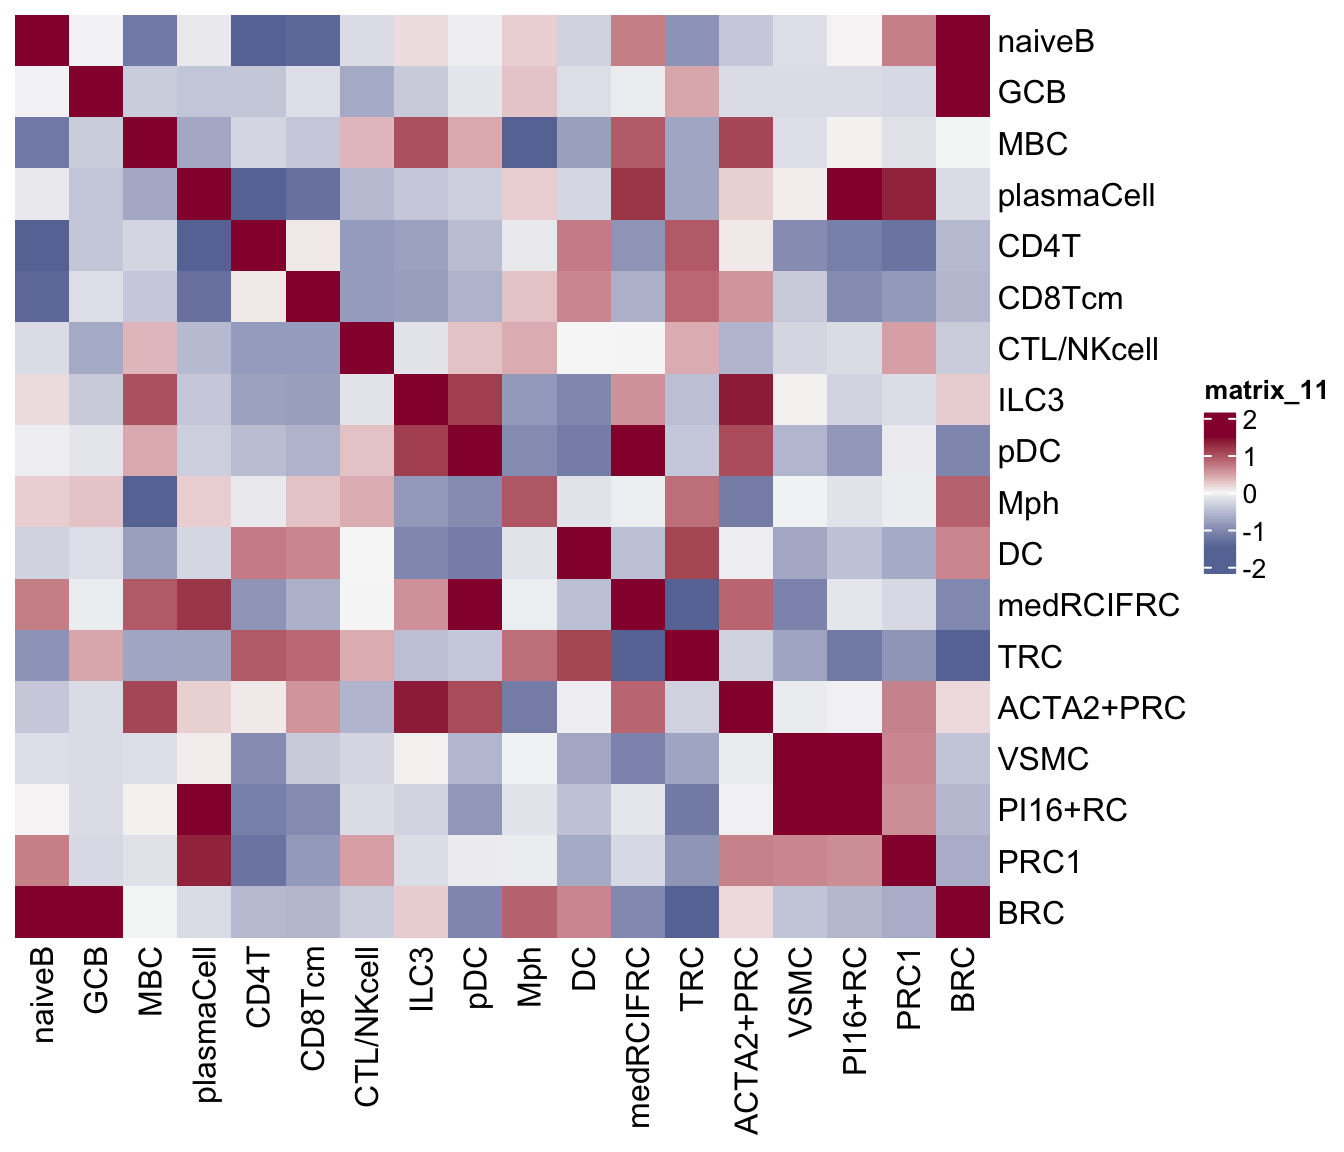 naiveB
GCB
MBC
plasmaCell
CD4T
CD8Tcm
CTL/NKcell
ILC3
pDC
Mph
DC
medRCIFRC
TRC
ACTA2+PRC
VSMC
PI16+RC
PRC1
BRC
matrix_11
2
1
0
-1
-2
naiveB
GCB
MBC
plasmaCell
CD4T
CD8Tcm
CTL/NKcell
ILC3
pDC
Mph
DC
medRCIFRC
TRC
ACTA2+PRC
VSMC
PI16+RC
PRC1
BRC